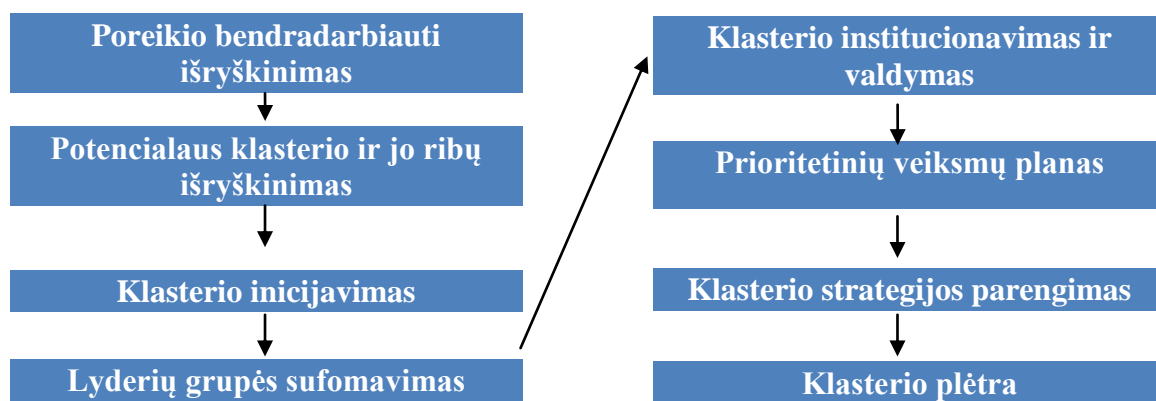 Poreikio bendradarbiauti
išryškinimas
Potencialaus klasterio ir jo ribų
išryškinimas
Klasterio inicijavimas
Lyderių grupės sufomavimas
Klasterio institucionavimas ir
valdymas
Prioritetinių veiksmų planas
Klasterio strategijos parengimas
Klasterio plėtra